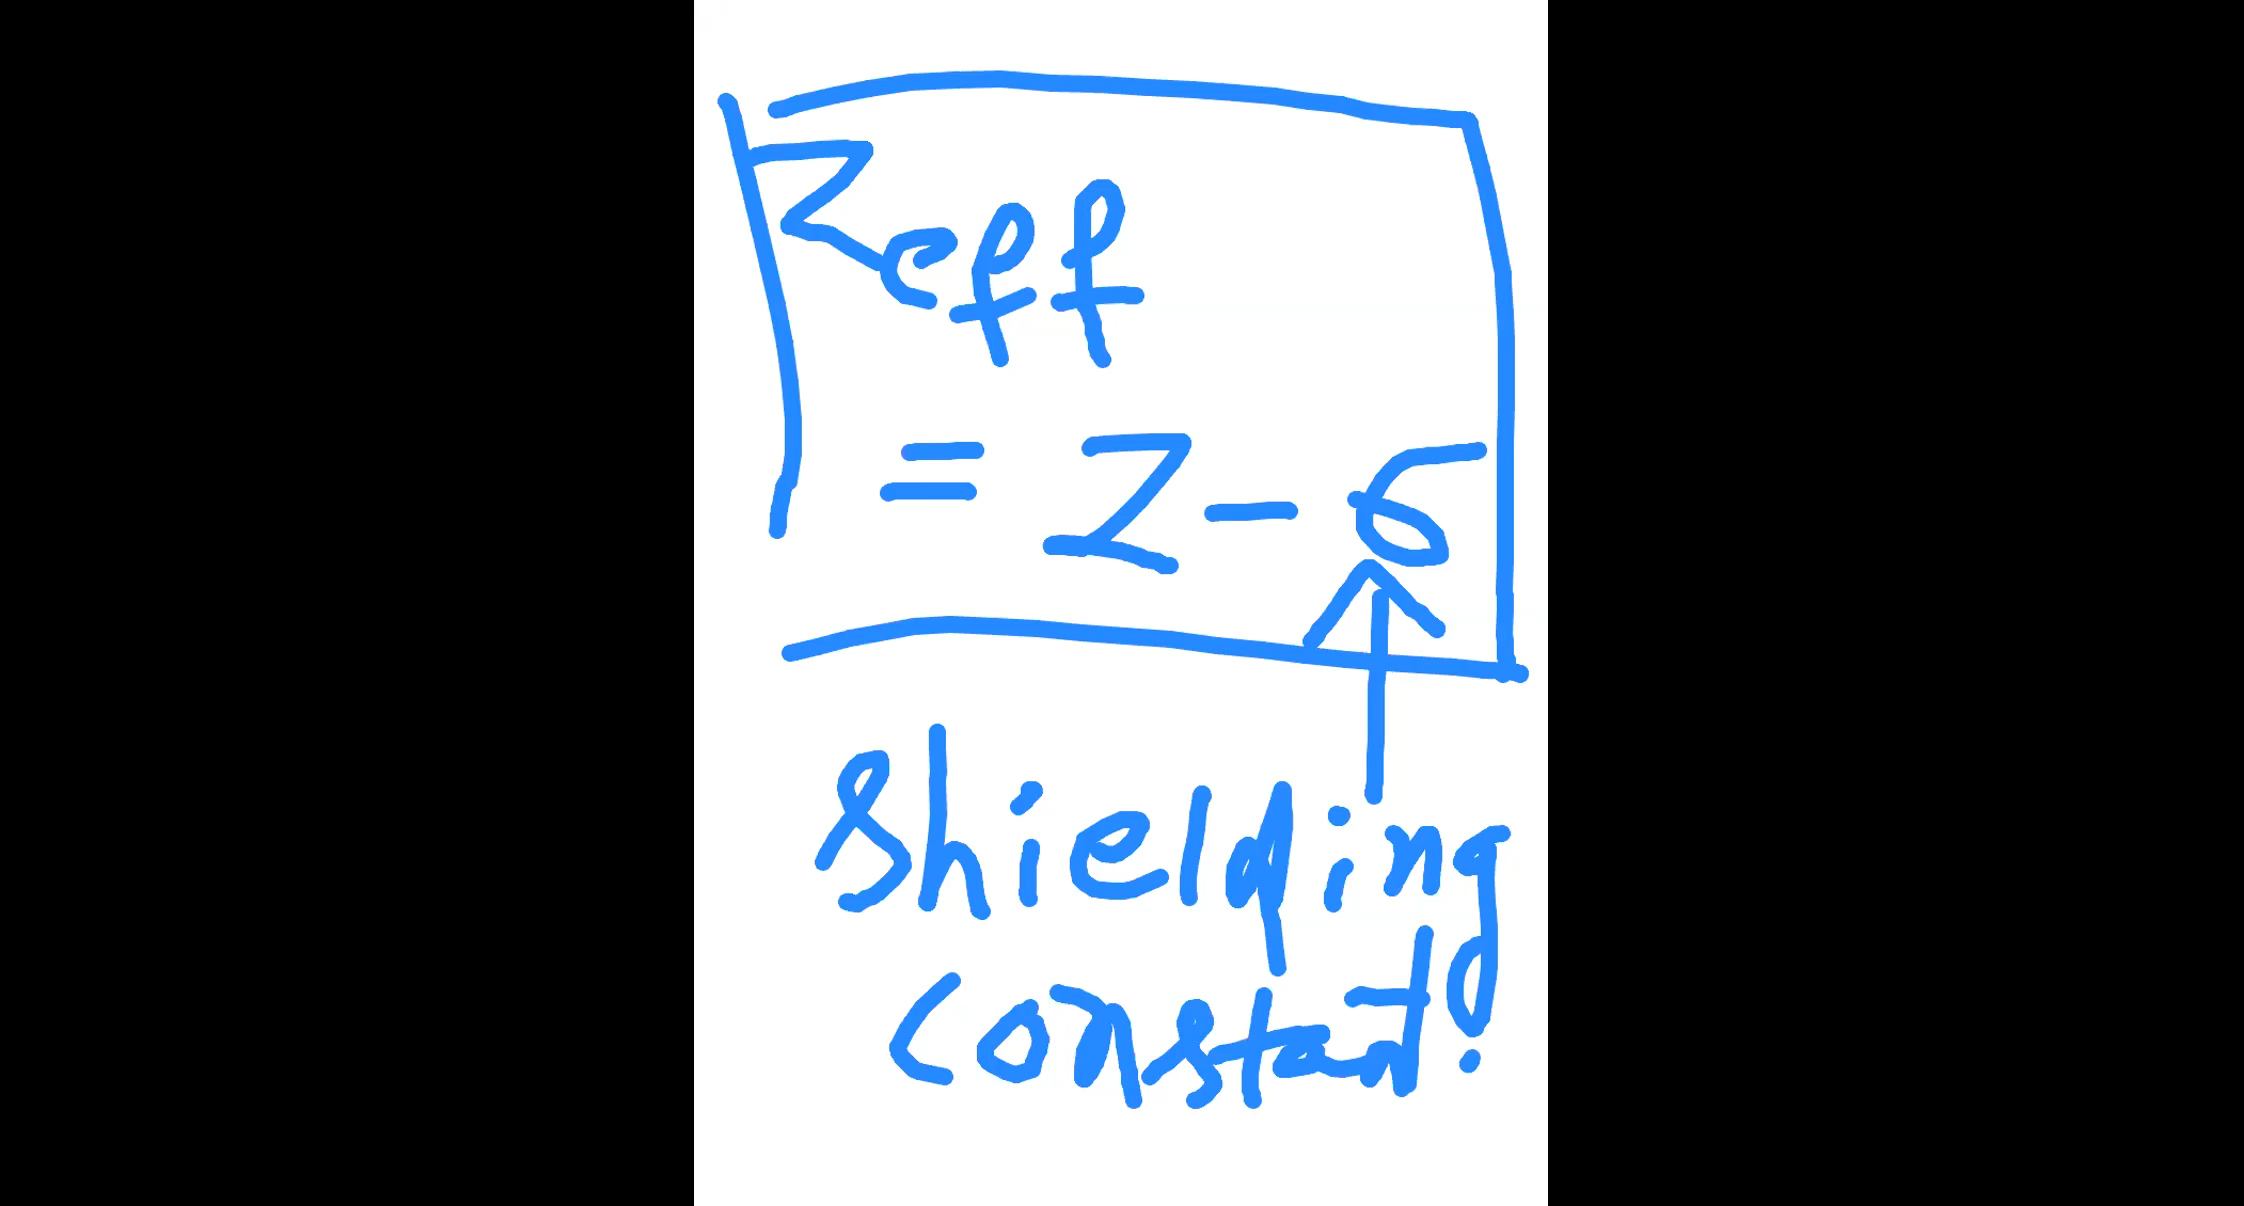 Zeff
= Z - σ
Shielding
Constant!